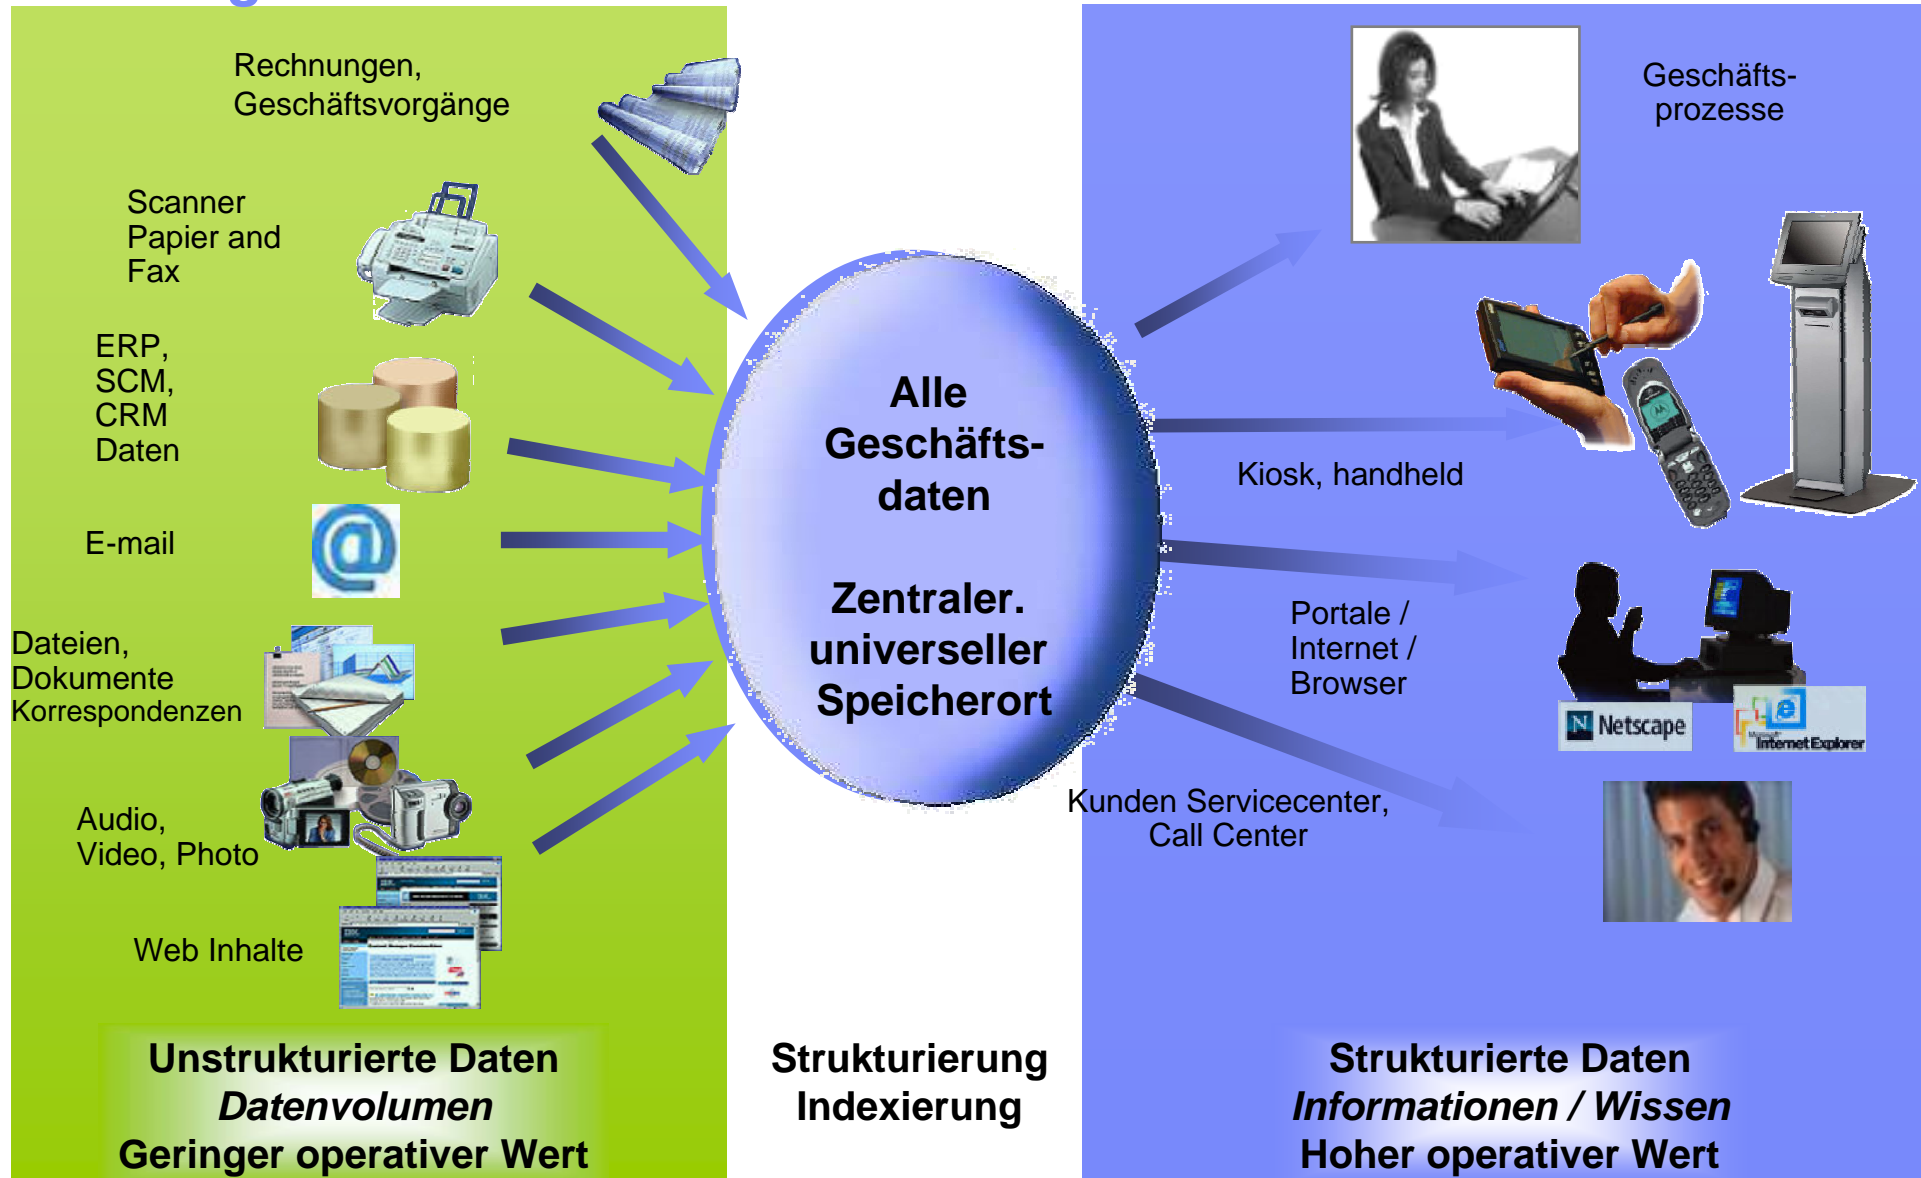 g
Rechnungen,
Geschäftsvorgänge
Scanner
Papier and
Fax
ERP,
SCM,
CRM
Daten
E-mail
@
Dateien,
Dokumente
Korrespondenzen
Audio,
Video, Photo
Web Inhalte
Unstrukturierte Daten
Datenvolumen
Geringer operativer Wert
Alle
Geschäfts-
daten
Zentraler.
universeller
Speicherort
Strukturierung
Indexierung
Geschäfts-
prozesse
Kiosk, handheld
Portale /
Internet /
Browser
N Netscape
Microsoft
Internet Explorer
Kunden Servicecenter,
Call Center
Strukturierte Daten
Informationen / Wissen
Hoher operativer Wert